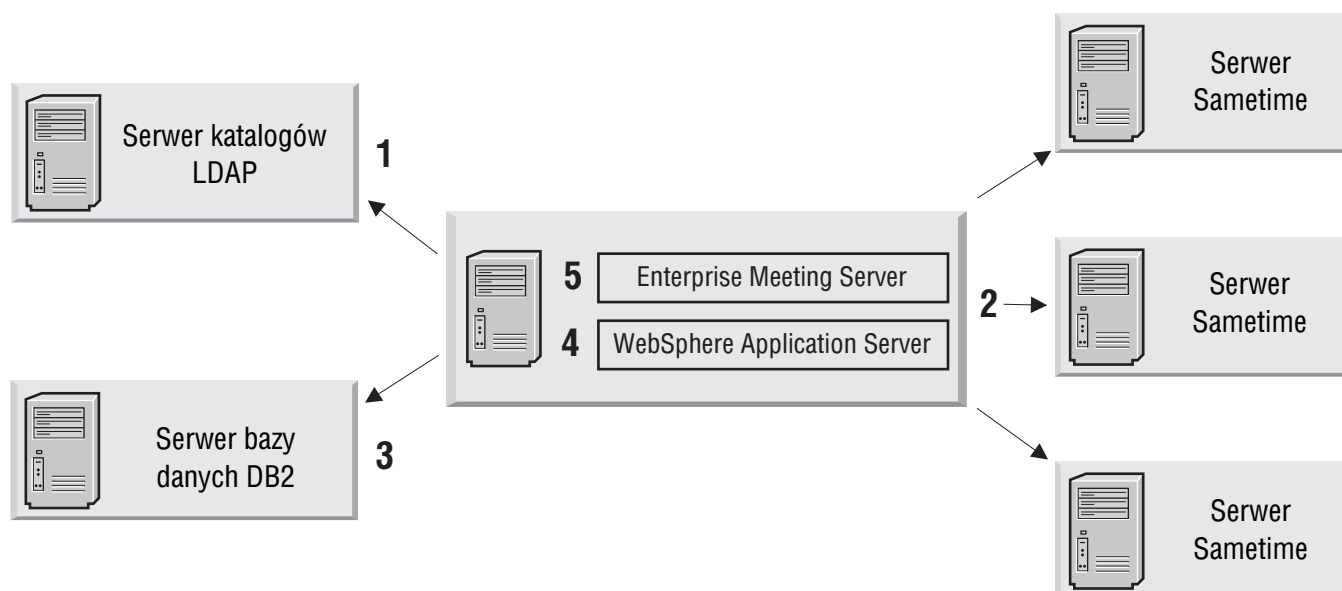 Serwer katalogów
LDAP
1
Serwer bazy
danych DB2
3
5
Enterprise Meeting Server
4
WebSphere Application Server
2
Serwer
Sametime
Serwer
Sametime
Serwer
Sametime